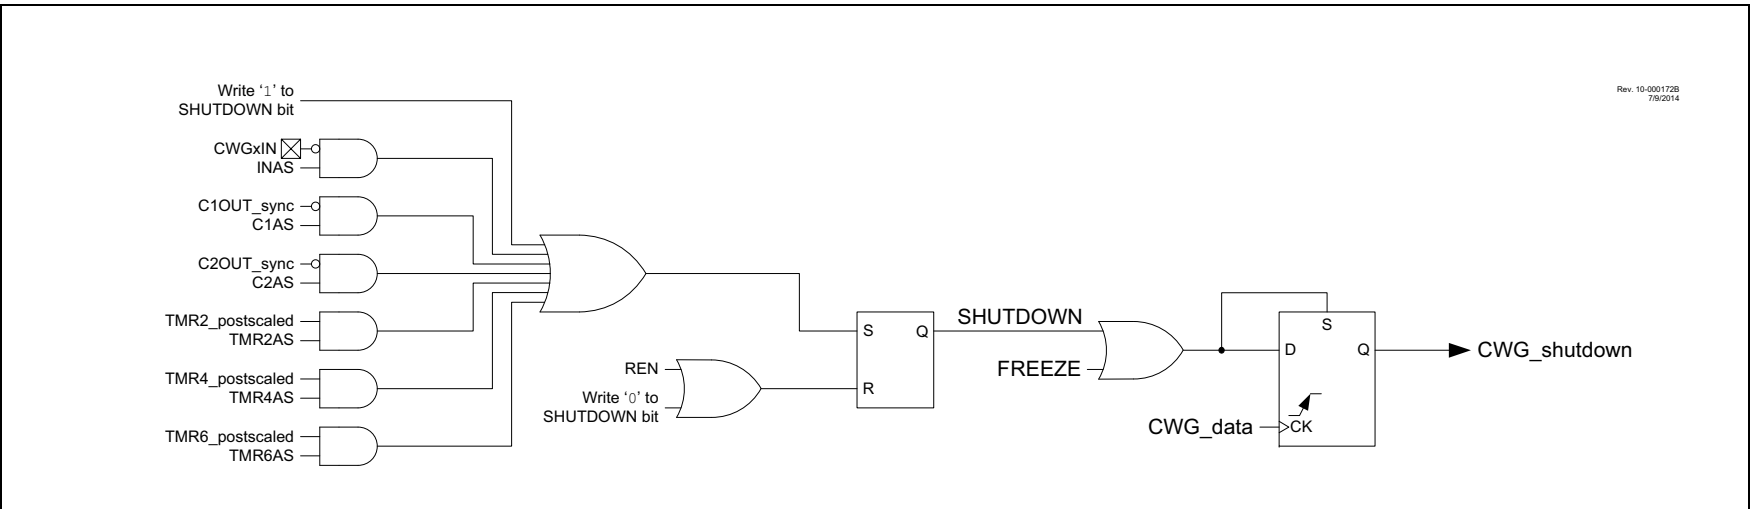 Write ‘1’ to
SHUTDOWN bit
Rev. 10-000172B
7/9/2014
CWGxIN
INAS
C1OUT_sync
C1AS
C2OUT_sync
C2AS
TMR2_postscaled
TMR2AS
TMR4_postscaled
TMR4AS
TMR6_postscaled
TMR6AS
REN
Write ‘0’ to
SHUTDOWN bit
S
Q
R
SHUTDOWN
FREEZE
S
D
Q
CWG_data
CK
CWG_shutdown